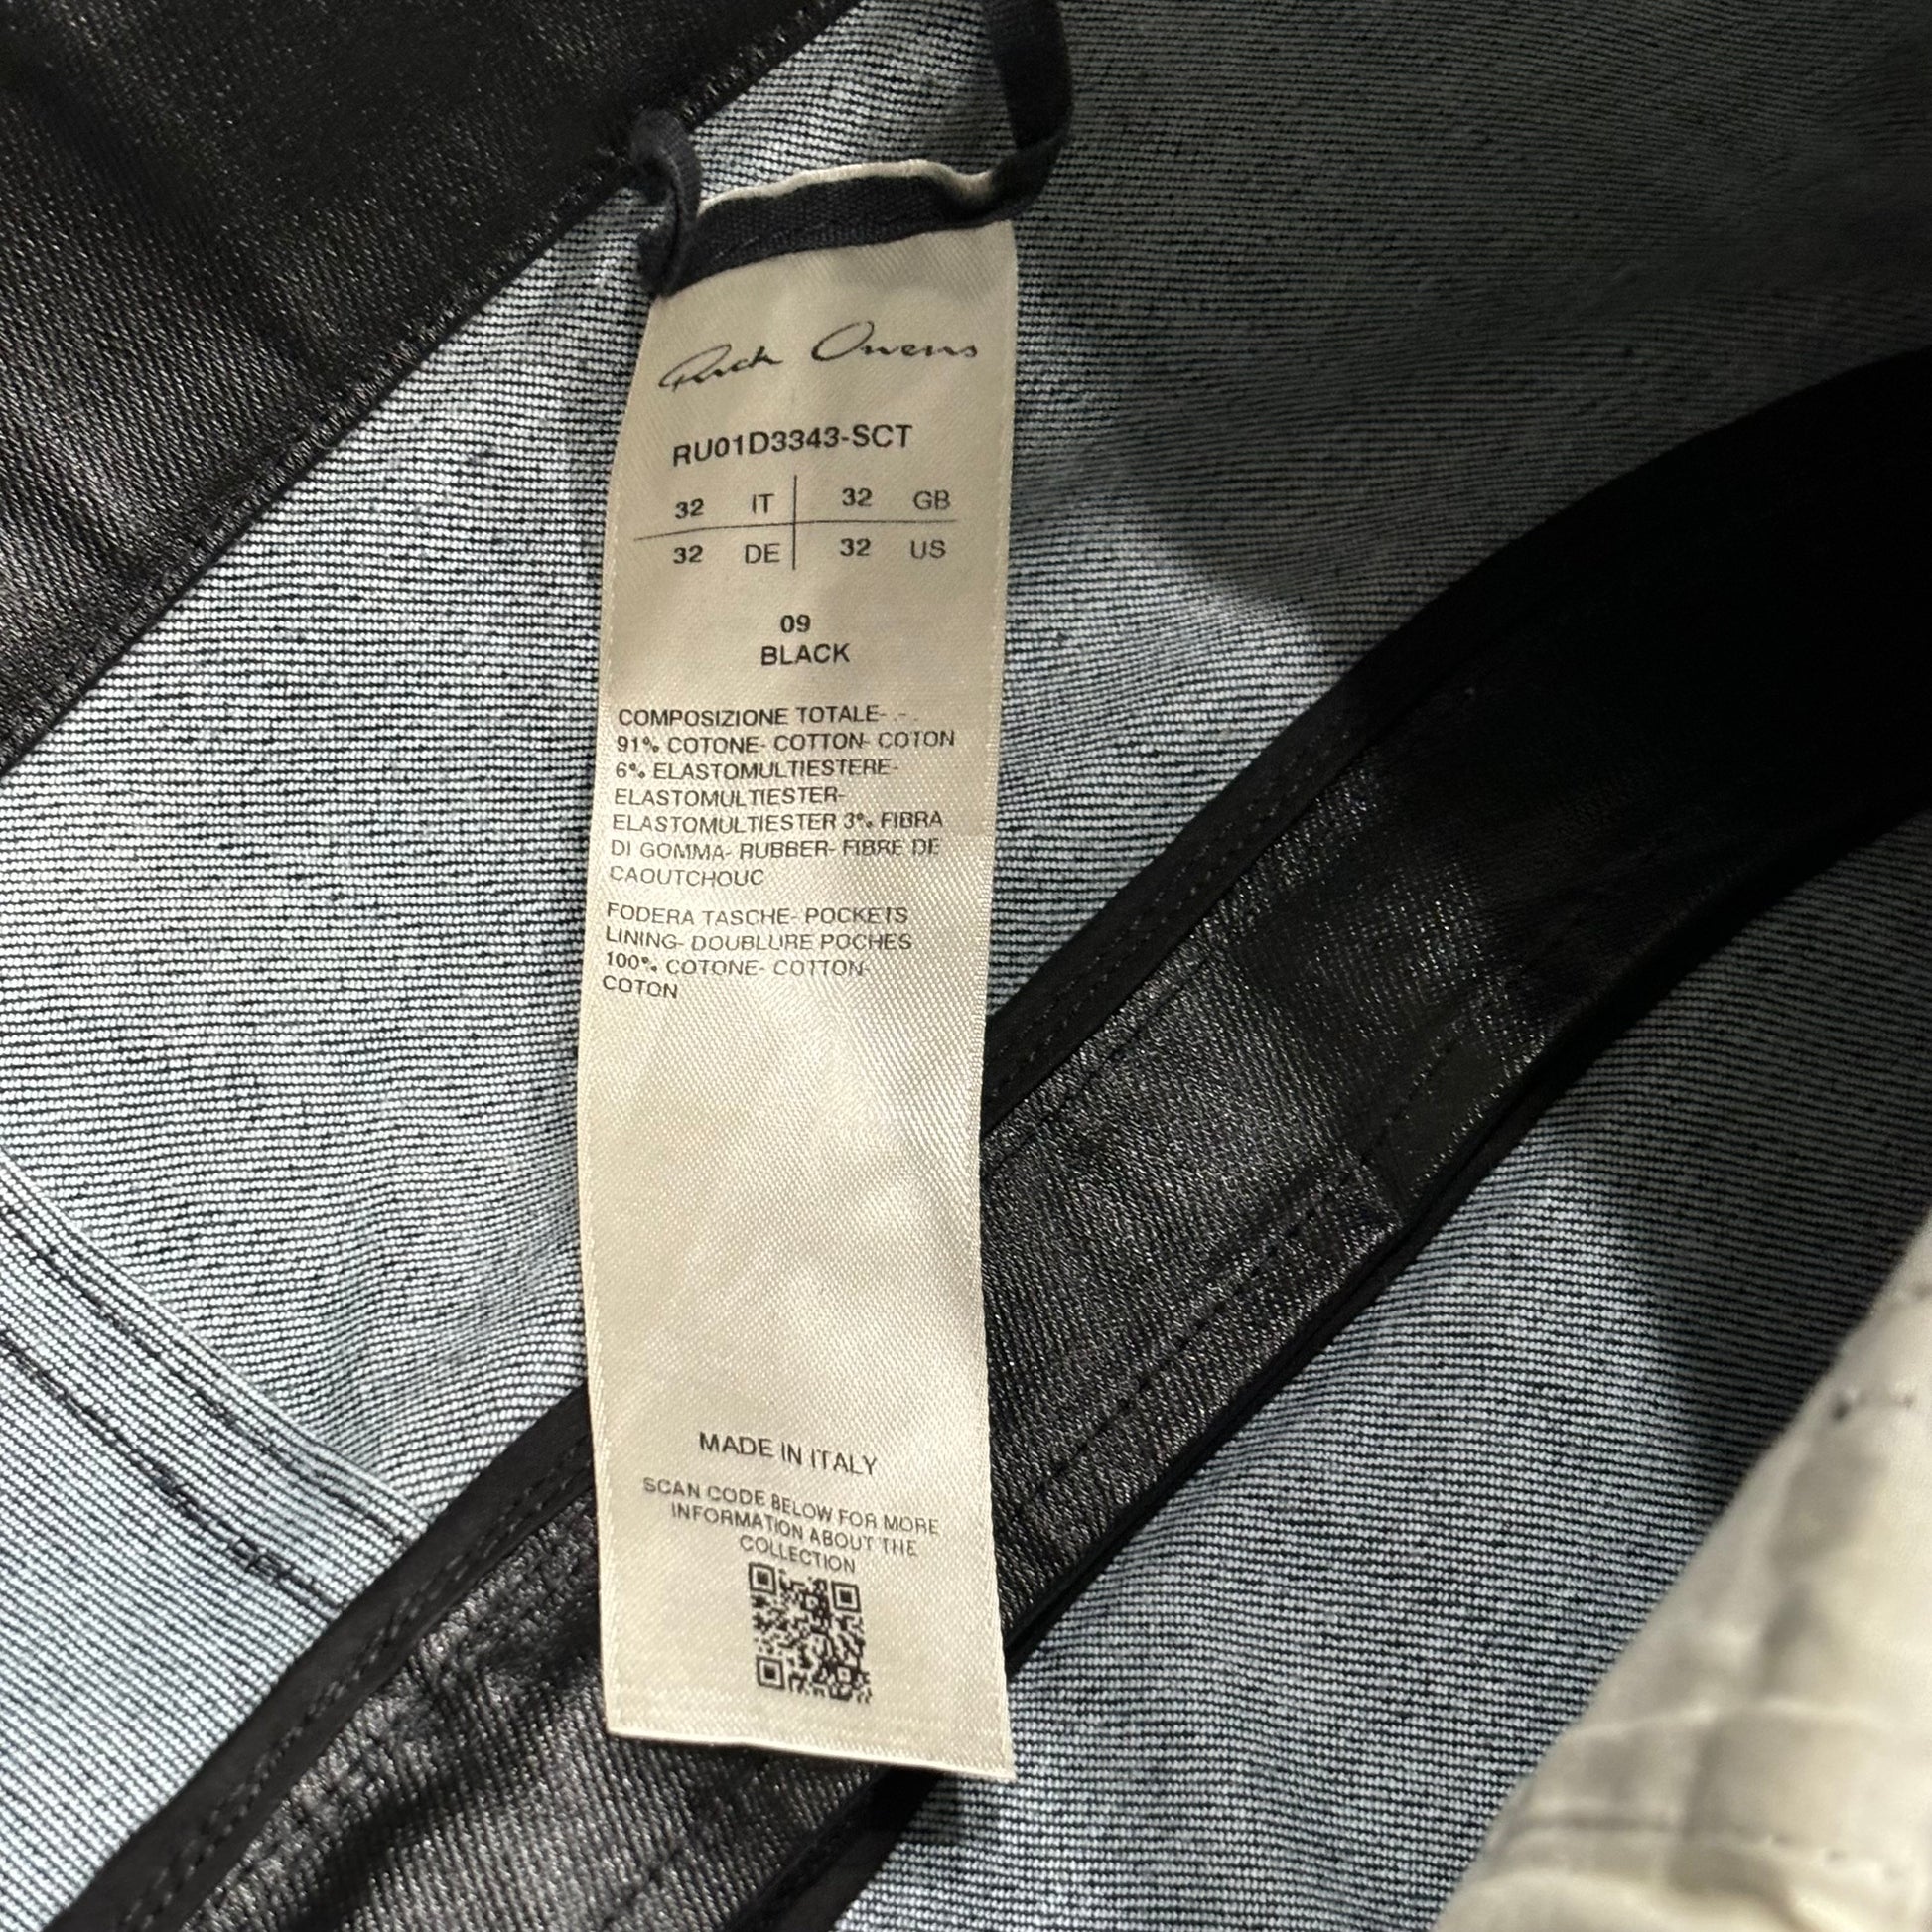 Rick Owens
RU01D3343-SCT
32 IT 32 GB
32 DE 32 US
09
BLACK
COMPOSIZIONE TOTALE- .-.
91% COTONE- COTTON- COTON
6% ELASTOMULTIESTERE-
ELASTOMULTIESTER-
ELASTOMULTIESTER 3% FIBRA
DI GOMMA- RUBBER- FIBRE DE
CAOUTCHOUC
FODERA TASCHE- POCKETS
LINING- DOUBLURE POCHES
100% COTONE- COTTON-
COTON
MADE IN ITALY
SCAN CODE BELOW FOR MORE
INFORMATION ABOUT THE
COLLECTION